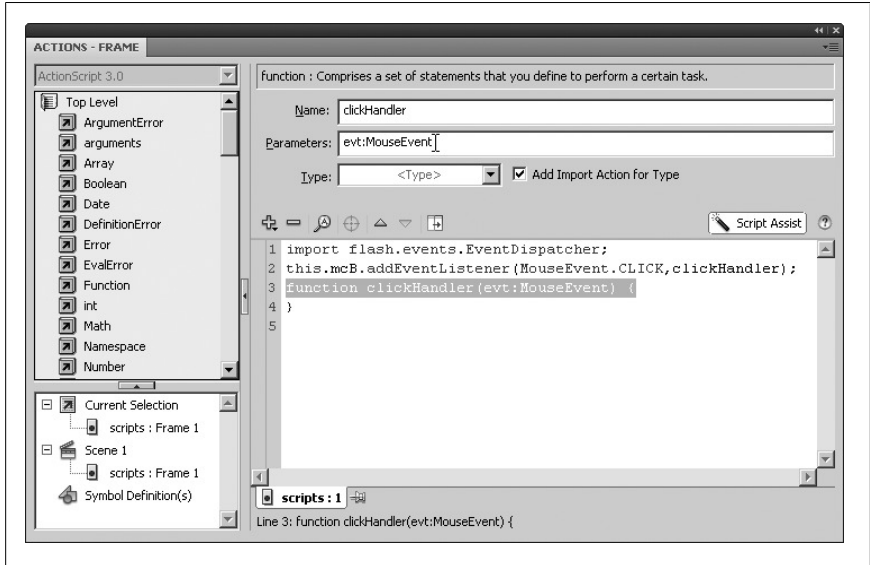 ACTIONS - FRAME
ActionScript 3.0
Top Level
ArgumentError
arguments
Array
Boolean
Date
DefinitionError
Error
EvalError
Function
int
Math
Namespace
Number
Current Selection
scripts : Frame 1
Scene 1
scripts : Frame 1
Symbol Definition(s)
function : Comprises a set of statements that you define to perform a certain task.
Name: clickHandler
Parameters: evt:MouseEvent
Type: <Type> Add Import Action for Type
Script Assist ?
1 import flash.events.EventDispatcher;
2 this.mcB.addEventListener(MouseEvent.CLICK,clickHandler);
3 function clickHandler(evt:MouseEvent) {
4 }
5
scripts : 1
Line 3: function clickHandler(evt:MouseEvent) {